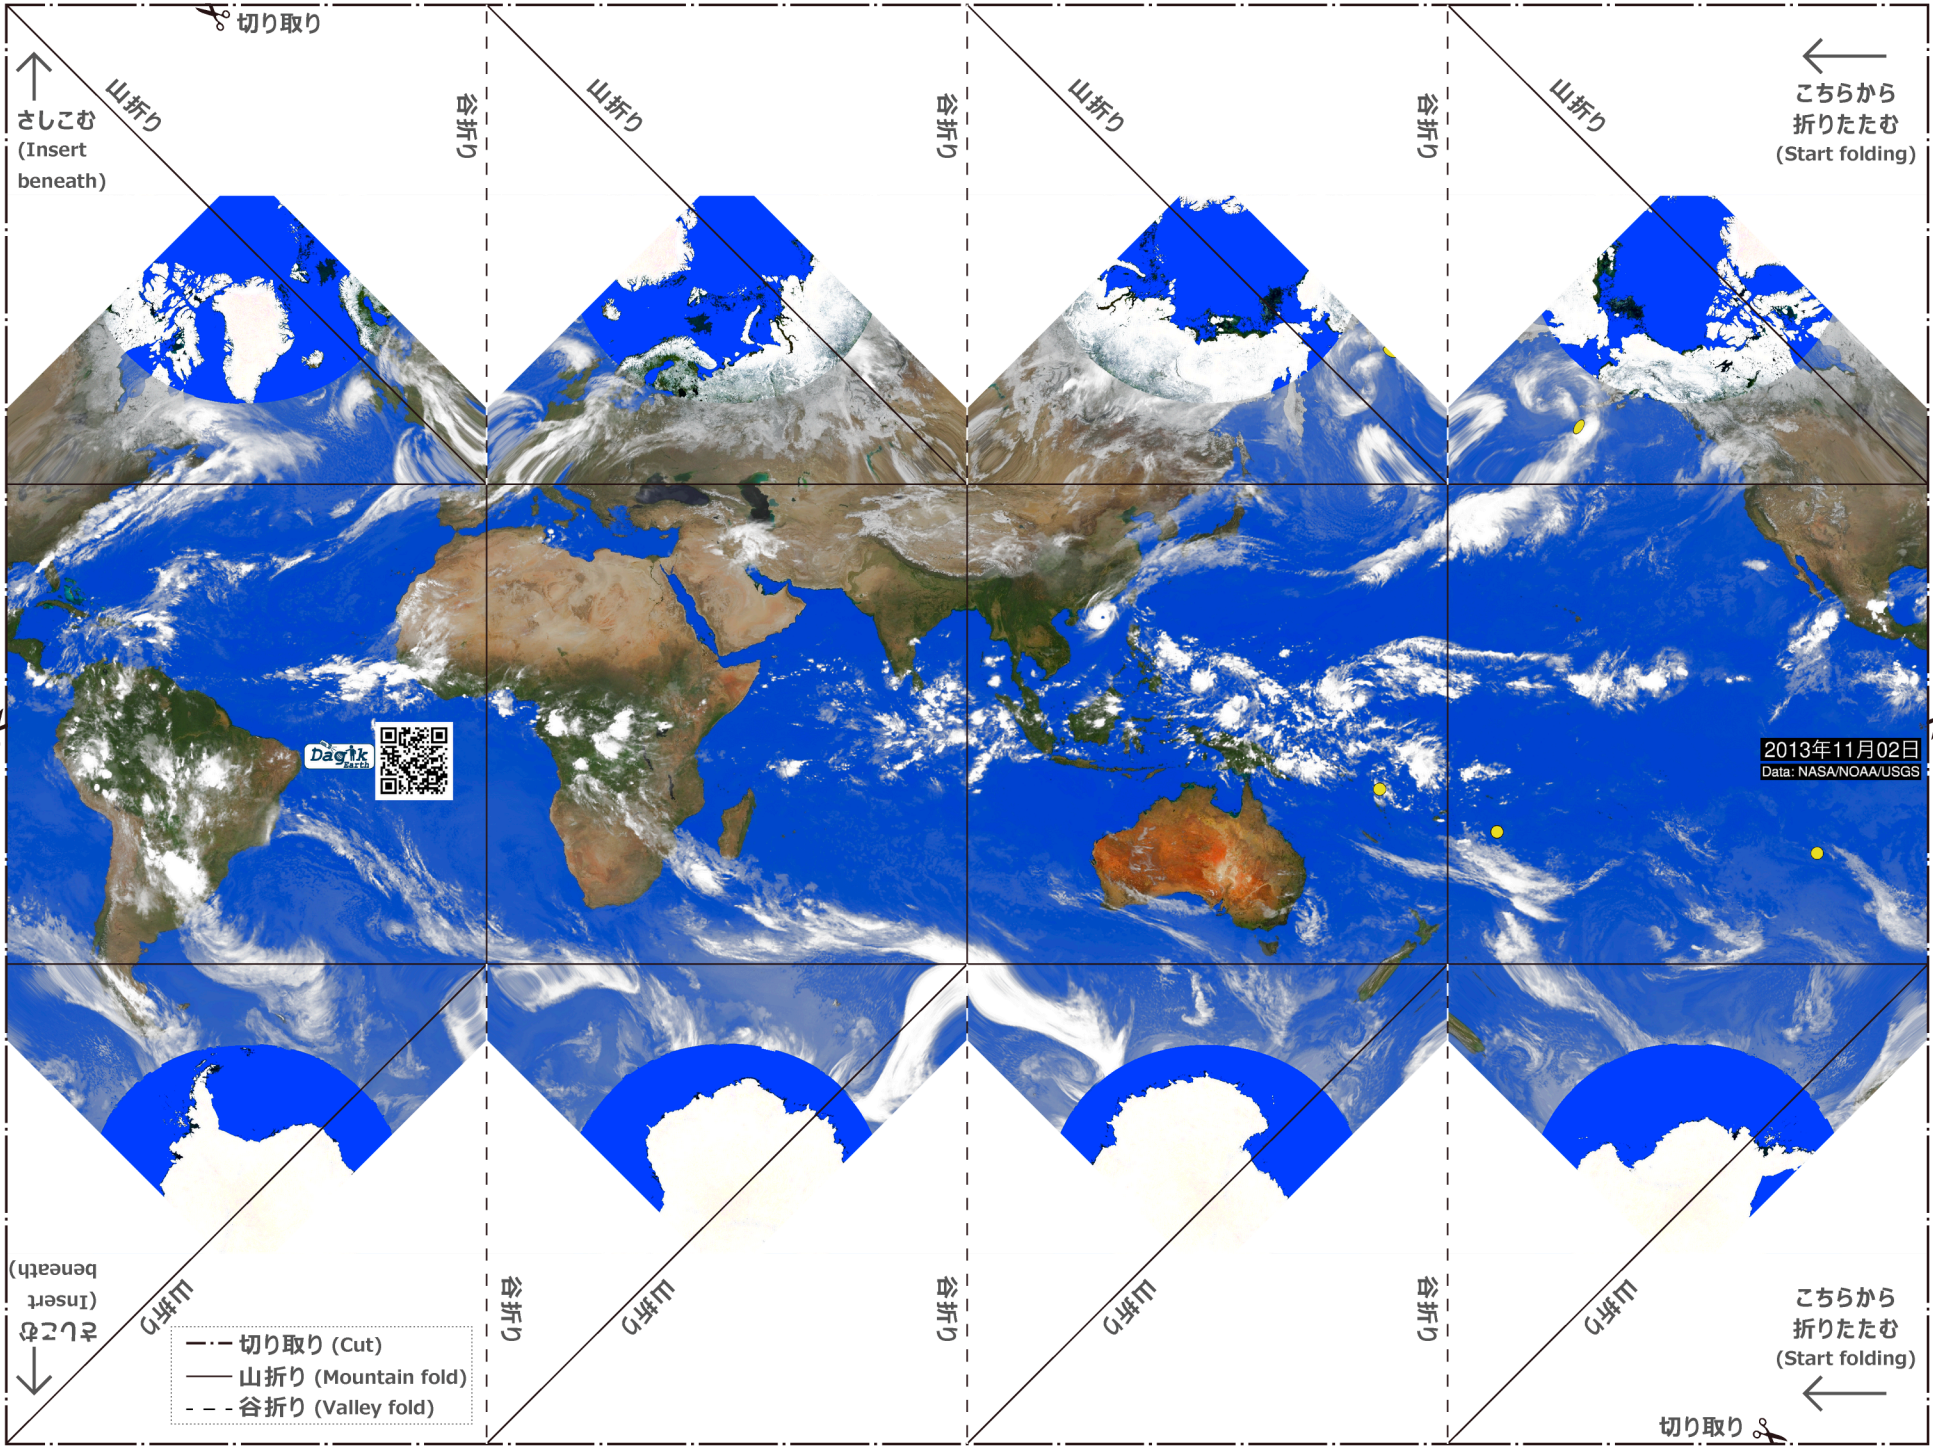 切り取り
山折り
谷折り
山折り
谷折り
山折り
谷折り
山折り
さしこむ
(Insert
beneath)
こちらから
折りたたむ
(Start folding)
Dagik
Earth
2013年11月02日
Data: NASA/NOAA/USGS
さしこむ
(Insert
beneath)
山折り
谷折り
山折り
谷折り
山折り
谷折り
山折り
こちらから
折りたたむ
(Start folding)
切り取り (Cut)
山折り (Mountain fold)
谷折り (Valley fold)
切り取り